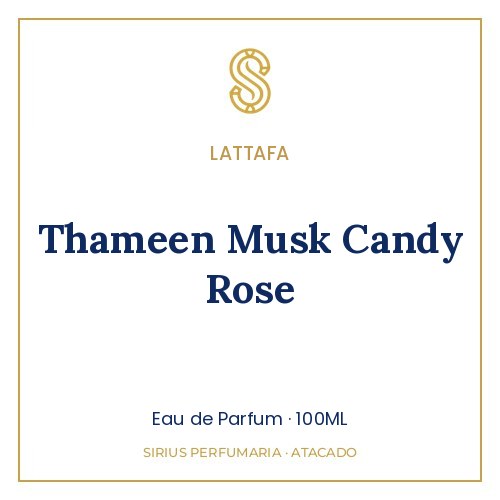 LATTAFA
Thameen Musk Candy
Rose
Eau de Parfum · 100ML
SIRIUS PERFUMARIA · ATACADO